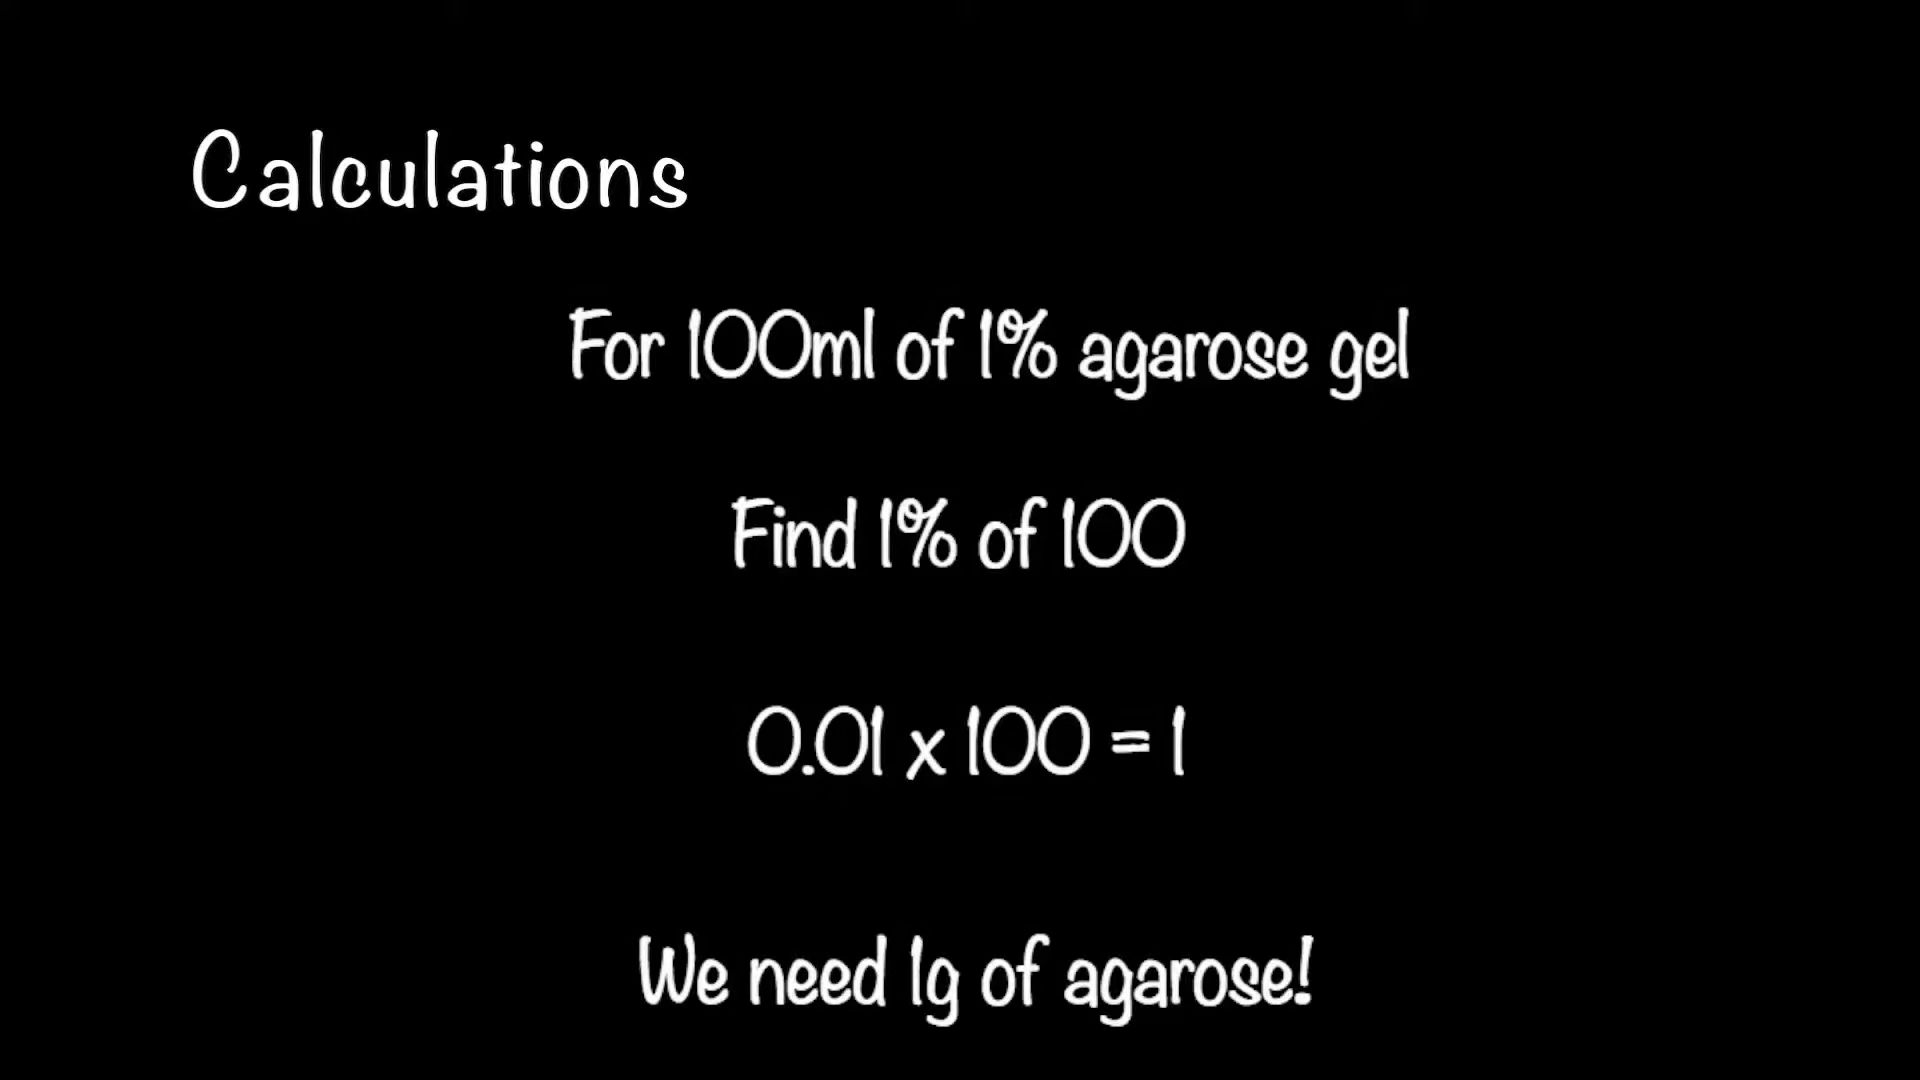 Calculations
For 100ml of 1% agarose gel
Find 1% of 100
0.01 x 100 = 1
We need 1g of agarose!